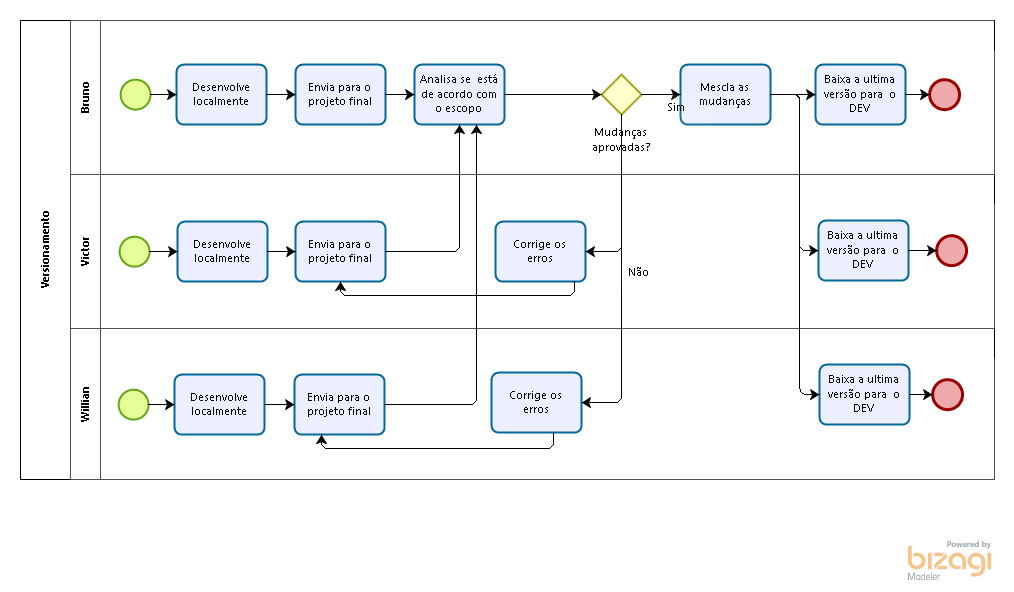 Versionamento
Bruno
Desenvolve
localmente
Envia para o
projeto final
Analisa se está
de acordo com
o escopo
Mudanças
aprovadas?
Sim
Mescla as
mudanças
Baixa a ultima
versão para o
DEV
Victor
Desenvolve
localmente
Envia para o
projeto final
Corrige os
erros
Não
Baixa a ultima
versão para o
DEV
Willian
Desenvolve
localmente
Envia para o
projeto final
Corrige os
erros
Baixa a ultima
versão para o
DEV
Powered by
bizagi
Modeler